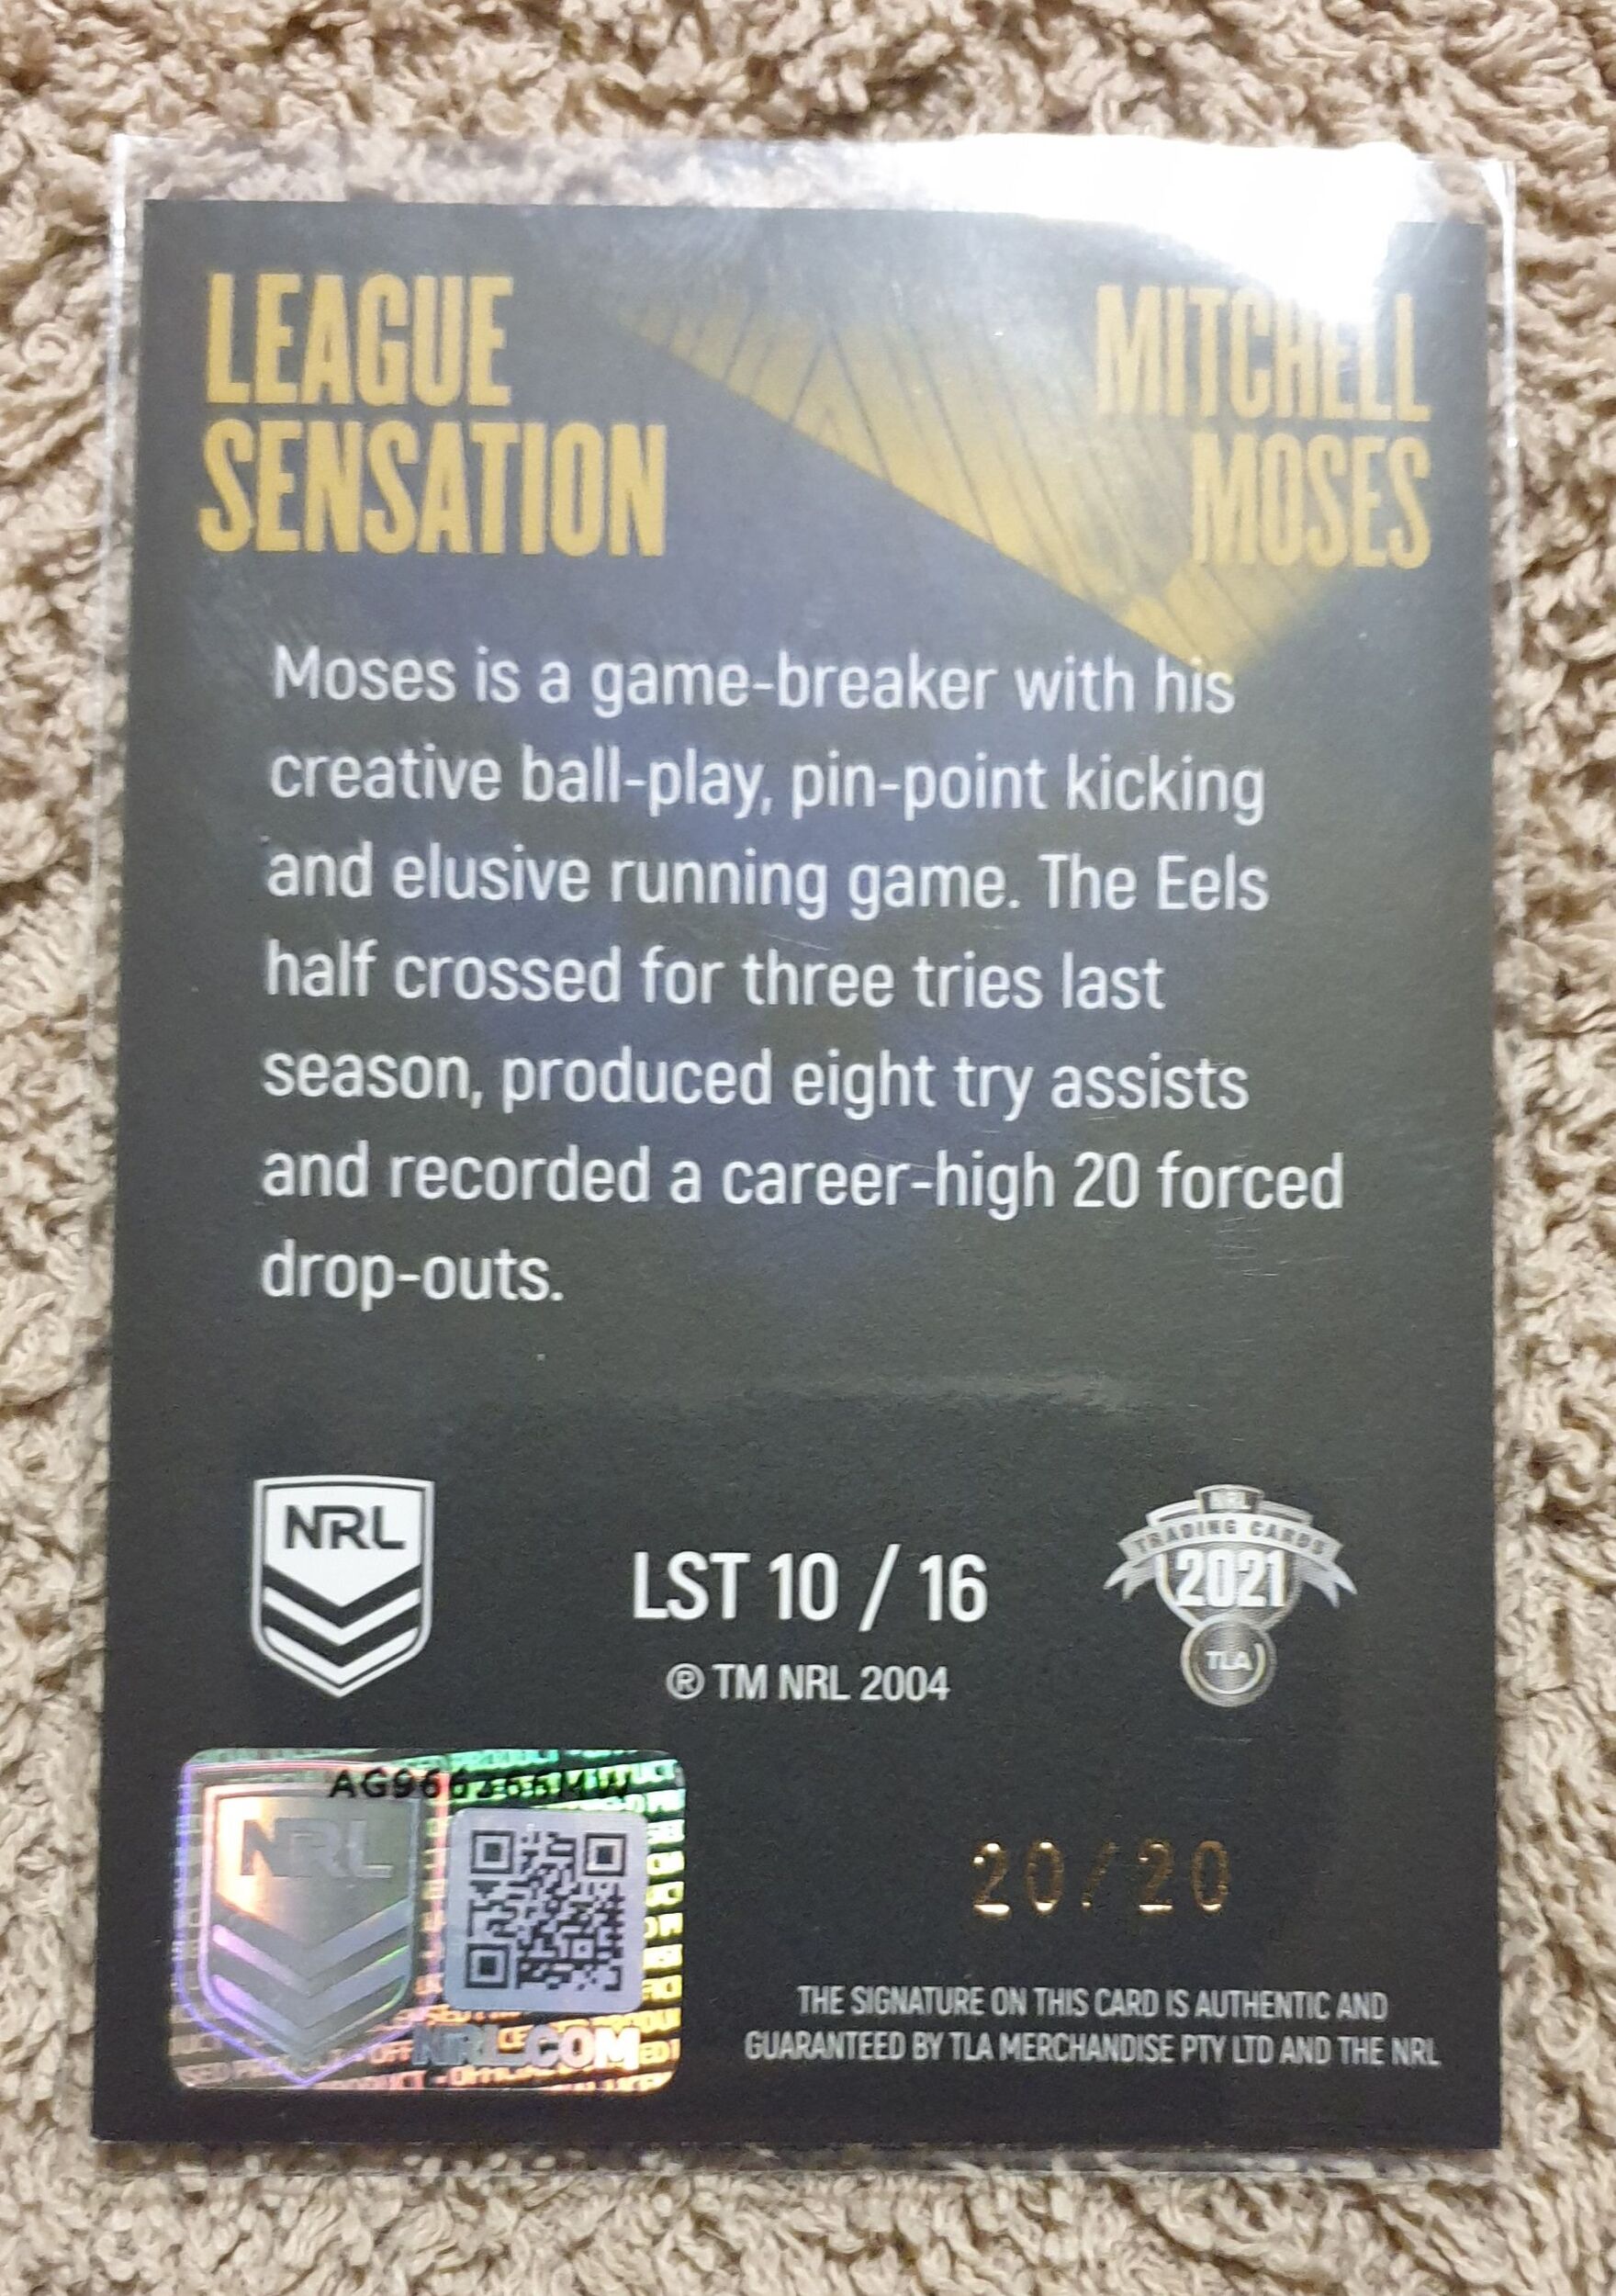 LEAGUE
SENSATION
MITCHELL
MOSES
Moses is a game-breaker with his
creative ball-play, pin-point kicking
and elusive running game. The Eels
half crossed for three tries last
season, produced eight try assists
and recorded a career-high 20 forced
drop-outs.
NRL
LST 10 / 16
® TM NRL 2004
NRL
TRADING CARDS
2021
TLA
NRL
NRL.COM
20/20
THE SIGNATURE ON THIS CARD IS AUTHENTIC AND
GUARANTEED BY TLA MERCHANDISE PTY LTD AND THE NRL